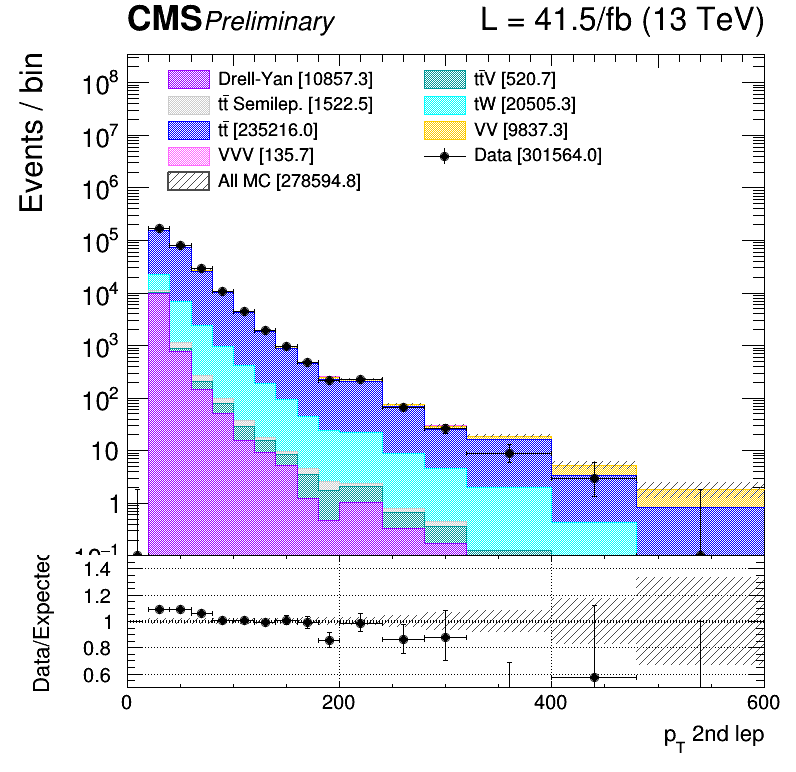 CMS Preliminary L = 41.5/fb (13 TeV)
Events / bin
Drell-Yan [10857.3]
tt̄ Semilep. [1522.5]
tt̄ [235216.0]
VVV [135.7]
All MC [278594.8]
tt̄V [520.7]
tW [20505.3]
VV [9837.3]
Data [301564.0]
10⁸
10⁷
10⁶
10⁵
10⁴
10³
10²
10
1
10⁻¹
Data/Expected
1.4
1.2
1
0.8
0.6
0 200 400 600
p_T 2nd lep